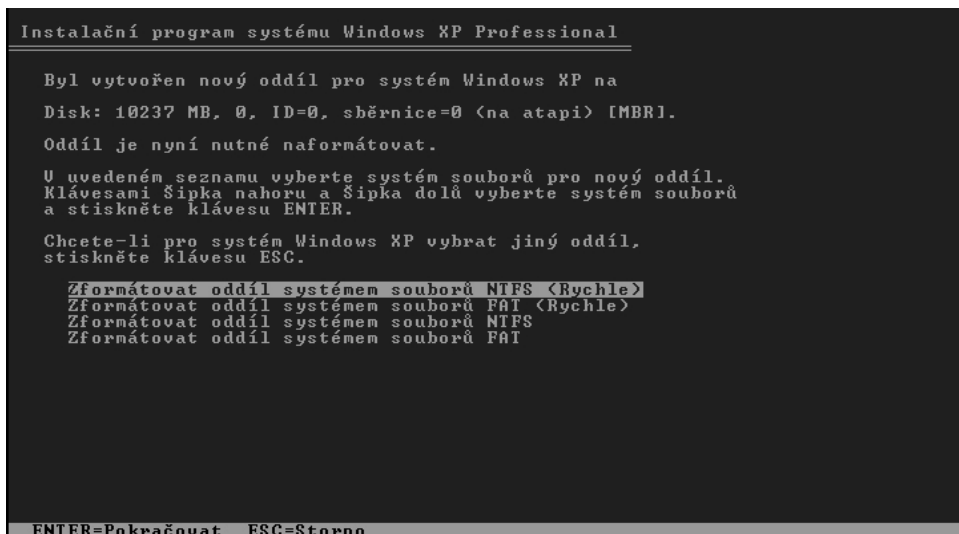 Instalační program systému Windows XP Professional
Byl vytvořen nový oddíl pro systém Windows XP na
Disk: 10237 MB, 0, ID=0, sběrnice=0 (na atapi) [MBR].
Oddíl je nyní nutné naformátovat.
V uvedeném seznamu vyberte systém souborů pro nový oddíl.
Klávesami Šipka nahoru a Šipka dolů vyberte systém souborů
a stiskněte klávesu ENTER.
Chcete-li pro systém Windows XP vybrat jiný oddíl,
stiskněte klávesu ESC.
Zformátovat oddíl systémem souborů NTFS (Rychle)
Zformátovat oddíl systémem souborů FAT (Rychle)
Zformátovat oddíl systémem souborů NTFS
Zformátovat oddíl systémem souborů FAT
ENTER=Pokračovat ESC=Storno